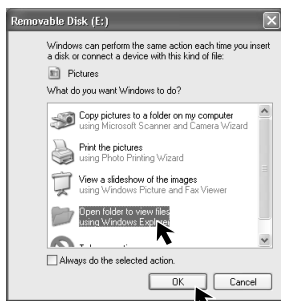 Removable Disk (E:)
Windows can perform the same action each time you insert
a disk or connect a device with this kind of file:
Pictures
What do you want Windows to do?
Copy pictures to a folder on my computer
using Microsoft Scanner and Camera Wizard
Print the pictures
using Photo Printing Wizard
View a slideshow of the images
using Windows Picture and Fax Viewer
Open folder to view files
using Windows Explorer
Always do the selected action.
OK Cancel